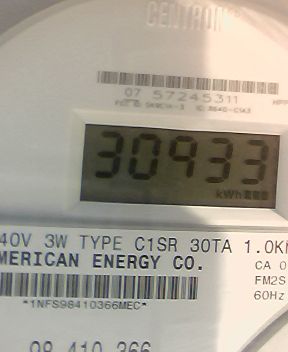 CENTRON
07 57245311
30933
kWh
40V 3W TYPE C1SR 30TA 1.0K
MERICAN ENERGY CO.
CA 0
FM2S
60Hz
*1NFS98410366MEC*
98 410 366